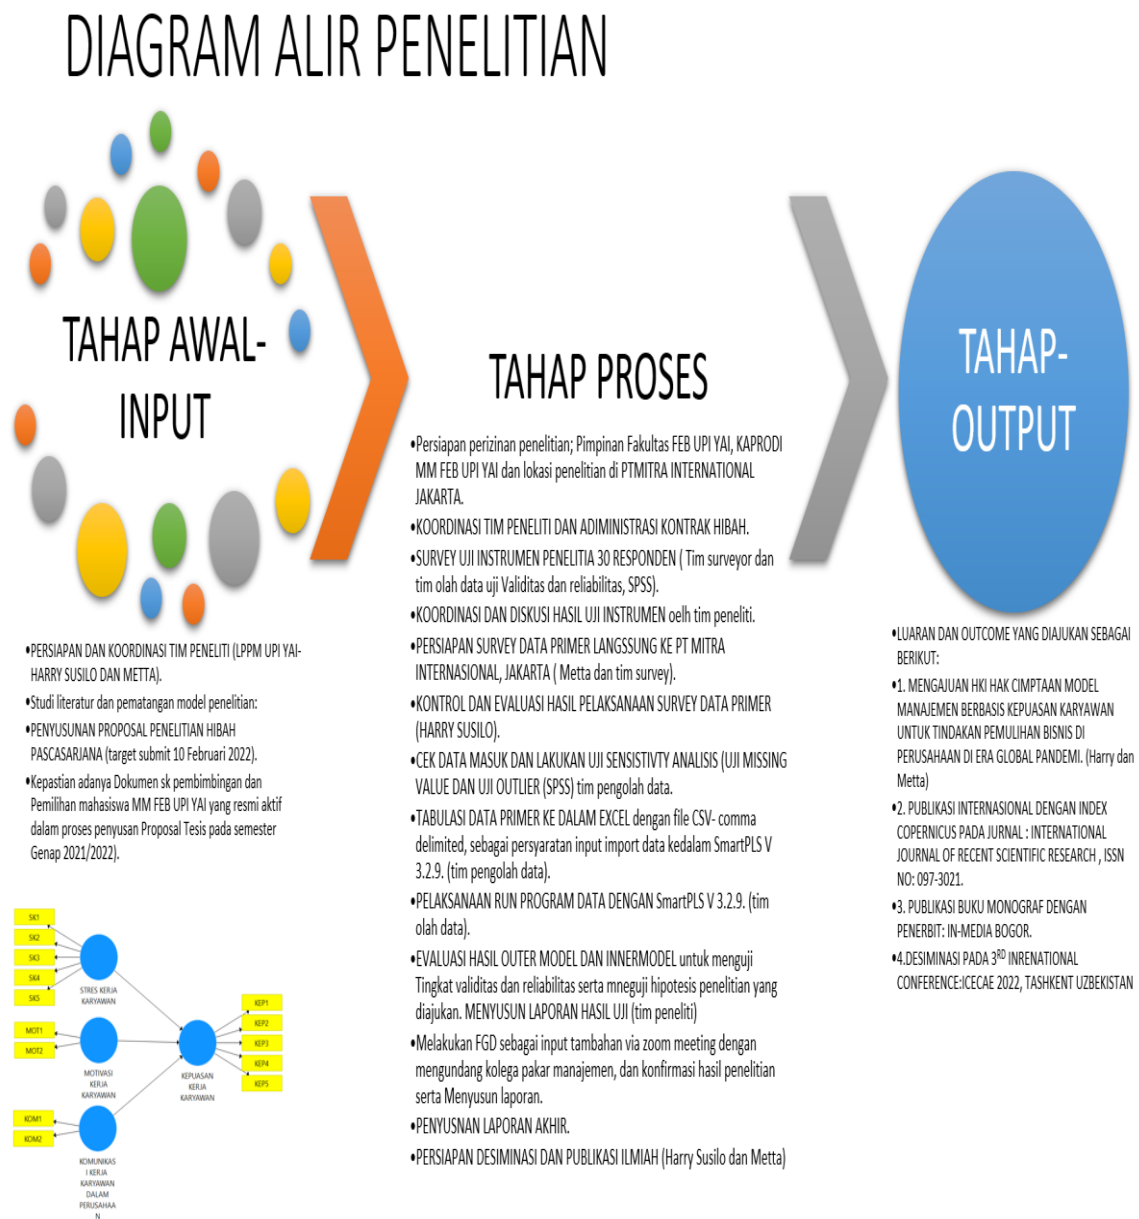 DIAGRAM ALIR PENELITIAN
TAHAP AWAL-
INPUT
•PERSIAPAN DAN KOORDINASI TIM PENELITI (LPPM UPI YAI-
HARRY SUSILO DAN METTA).
•Studi literatur dan pematangan model penelitian:
•PENYUSUNAN PROPOSAL PENELITIAN HIBAH
PASCASARJANA (target submit 10 Februari 2022).
•Kepastian adanya Dokumen sk pembimbingan dan
Pemilihan mahasiswa MM FEB UPI YAI yang resmi aktif
dalam proses penyusan Proposal Tesis pada semester
Genap 2021/2022).
SK1
SK2
SK3
SK4
SK5
STRES KERJA
KARYAWAN
MOT1
MOT2
MOTIVASI
KERJA
KARYAWAN
KOM1
KOM2
KOMUNIKAS
I KERJA
KARYAWAN
DALAM
PERUSAHAA
N
KEPUASAN
KERJA
KARYAWAN
KEP1
KEP2
KEP3
KEP4
KEP5
TAHAP PROSES
•Persiapan perizinan penelitian; Pimpinan Fakultas FEB UPI YAI, KAPRODI
MM FEB UPI YAI dan lokasi penelitian di PTMITRA INTERNATIONAL
JAKARTA.
•KOORDINASI TIM PENELITI DAN ADIMINISTRASI KONTRAK HIBAH.
•SURVEY UJI INSTRUMEN PENELITIA 30 RESPONDEN ( Tim surveyor dan
tim olah data uji Validitas dan reliabilitas, SPSS).
•KOORDINASI DAN DISKUSI HASIL UJI INSTRUMEN oelh tim peneliti.
•PERSIAPAN SURVEY DATA PRIMER LANGSSUNG KE PT MITRA
INTERNASIONAL, JAKARTA ( Metta dan tim survey).
•KONTROL DAN EVALUASI HASIL PELAKSANAAN SURVEY DATA PRIMER
(HARRY SUSILO).
•CEK DATA MASUK DAN LAKUKAN UJI SENSISTIVTY ANALISIS (UJI MISSING
VALUE DAN UJI OUTLIER (SPSS) tim pengolah data.
•TABULASI DATA PRIMER KE DALAM EXCEL dengan file CSV- comma
delimited, sebagai persyaratan input import data kedalam SmartPLS V
3.2.9. (tim pengolah data).
•PELAKSANAAN RUN PROGRAM DATA DENGAN SmartPLS V 3.2.9. (tim
olah data).
•EVALUASI HASIL OUTER MODEL DAN INNERMODEL untuk menguji
Tingkat validitas dan reliabilitas serta mneguji hipotesis penelitian yang
diajukan. MENYUSUN LAPORAN HASIL UJI (tim peneliti)
•Melakukan FGD sebagai input tambahan via zoom meeting dengan
mengundang kolega pakar manajemen, dan konfirmasi hasil penelitian
serta Menyusun laporan.
•PENYUSNAN LAPORAN AKHIR.
•PERSIAPAN DESIMINASI DAN PUBLIKASI ILMIAH (Harry Susilo dan Metta)
TAHAP-
OUTPUT
•LUARAN DAN OUTCOME YANG DIAJUKAN SEBAGAI
BERIKUT:
•1. MENGAJUAN HKI HAK CIMPTAAN MODEL
MANAJEMEN BERBASIS KEPUASAN KARYAWAN
UNTUK TINDAKAN PEMULIHAN BISNIS DI
PERUSAHAAN DI ERA GLOBAL PANDEMI. (Harry dan
Metta)
•2. PUBLIKASI INTERNASIONAL DENGAN INDEX
COPERNICUS PADA JURNAL : INTERNATIONAL
JOURNAL OF RECENT SCIENTIFIC RESEARCH , ISSN
NO: 097-3021.
•3. PUBLIKASI BUKU MONOGRAF DENGAN
PENERBIT: IN-MEDIA BOGOR.
•4.DESIMINASI PADA 3RD INRENATIONAL
CONFERENCE:ICECAE 2022, TASHKENT UZBEKISTAN